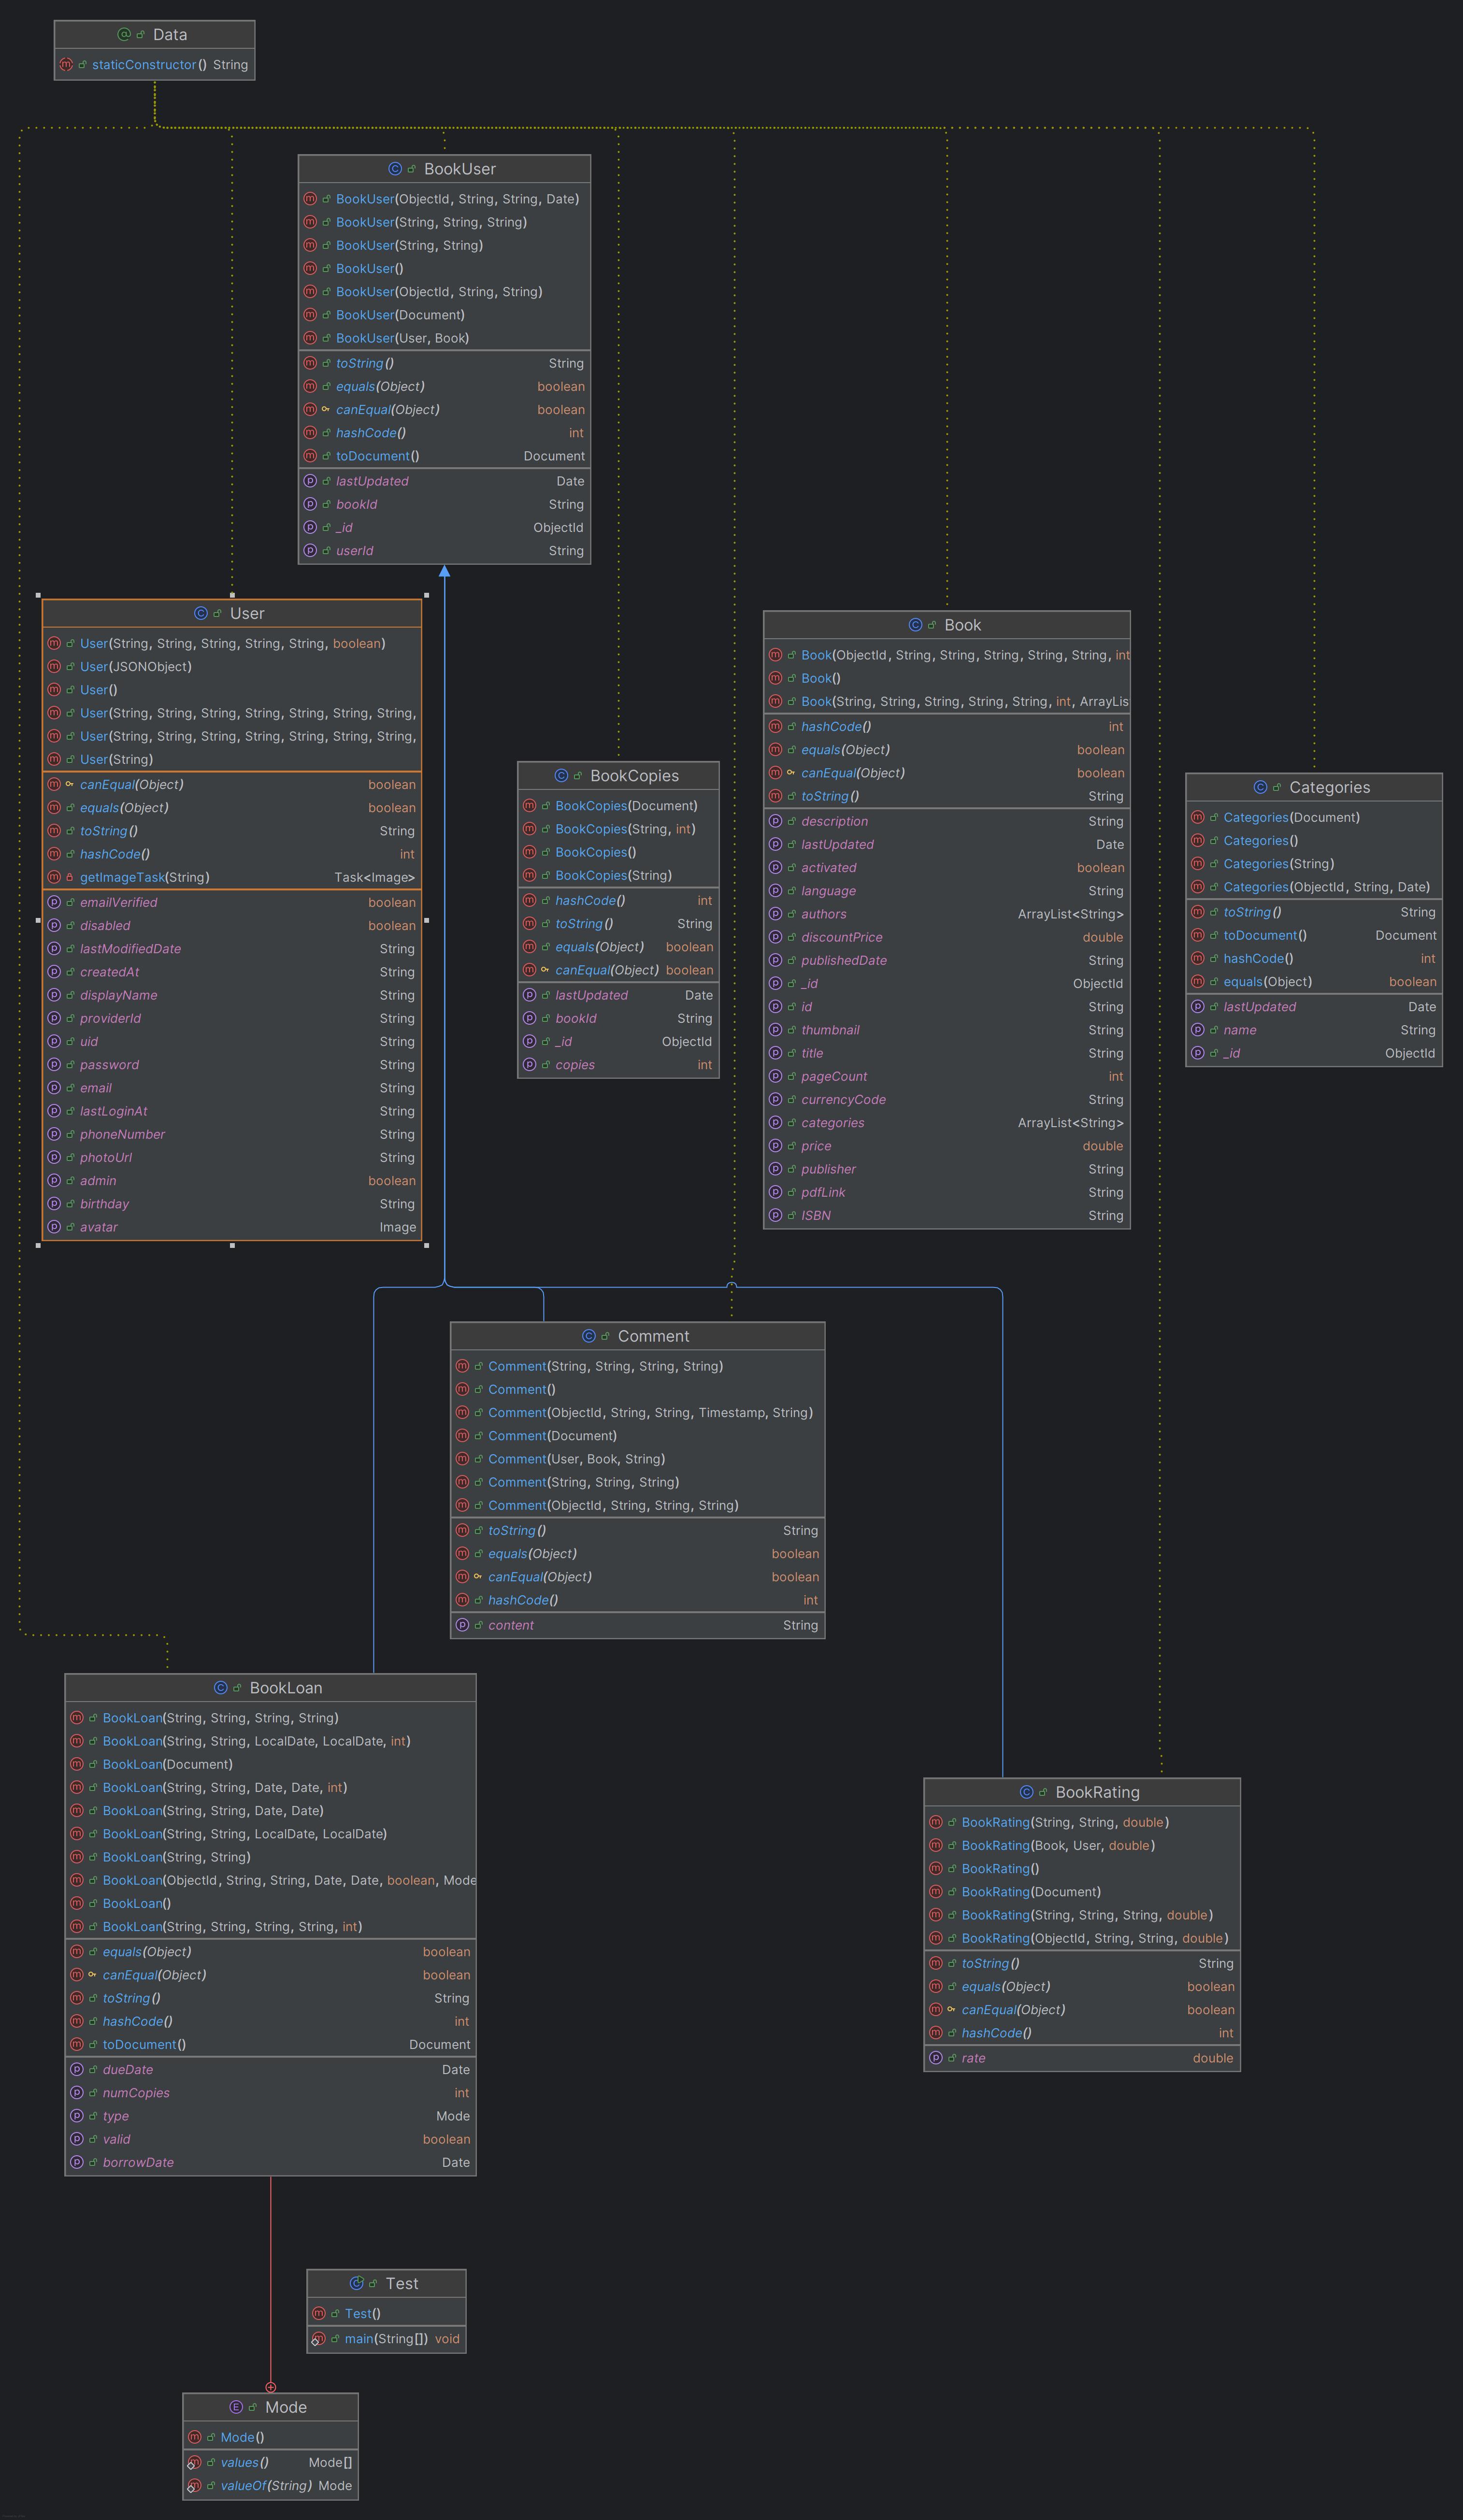 Data
staticConstructor() String
BookUser
BookUser(ObjectId, String, String, Date)
BookUser(String, String, String)
BookUser(String, String)
BookUser()
BookUser(ObjectId, String, String)
BookUser(Document)
BookUser(User, Book)
toString() String
equals(Object) boolean
canEqual(Object) boolean
hashCode() int
toDocument() Document
lastUpdated Date
bookId String
_id ObjectId
userId String
User
User(String, String, String, String, String, boolean)
User(JSONObject)
User()
User(String, String, String, String, String, String, String,
User(String, String, String, String, String, String, String,
User(String)
canEqual(Object) boolean
equals(Object) boolean
toString() String
hashCode() int
getImageTask(String) Task<Image>
emailVerified boolean
disabled boolean
lastModifiedDate String
createdAt String
displayName String
providerId String
uid String
password String
email String
lastLoginAt String
phoneNumber String
photoUrl String
admin boolean
birthday String
avatar Image
BookCopies
BookCopies(Document)
BookCopies(String, int)
BookCopies()
BookCopies(String)
hashCode() int
toString() String
equals(Object) boolean
canEqual(Object) boolean
lastUpdated Date
bookId String
_id ObjectId
copies int
Book
Book(ObjectId, String, String, String, String, String, int
Book()
Book(String, String, String, String, String, int, ArrayLis
hashCode() int
equals(Object) boolean
canEqual(Object) boolean
toString() String
description String
lastUpdated Date
activated boolean
language String
authors ArrayList<String>
discountPrice double
publishedDate String
_id ObjectId
id String
thumbnail String
title String
pageCount int
currencyCode String
categories ArrayList<String>
price double
publisher String
pdfLink String
ISBN String
Categories
Categories(Document)
Categories()
Categories(String)
Categories(ObjectId, String, Date)
toString() String
toDocument() Document
hashCode() int
equals(Object) boolean
lastUpdated Date
name String
_id ObjectId
Comment
Comment(String, String, String, String)
Comment()
Comment(ObjectId, String, String, Timestamp, String)
Comment(Document)
Comment(User, Book, String)
Comment(String, String, String)
Comment(ObjectId, String, String, String)
toString() String
equals(Object) boolean
canEqual(Object) boolean
hashCode() int
content String
BookLoan
BookLoan(String, String, String, String)
BookLoan(String, String, LocalDate, LocalDate, int)
BookLoan(Document)
BookLoan(String, String, Date, Date, int)
BookLoan(String, String, Date, Date)
BookLoan(String, String, LocalDate, LocalDate)
BookLoan(String, String)
BookLoan(ObjectId, String, String, Date, Date, boolean, Mode
BookLoan()
BookLoan(String, String, String, String, int)
equals(Object) boolean
canEqual(Object) boolean
toString() String
hashCode() int
toDocument() Document
dueDate Date
numCopies int
type Mode
valid boolean
borrowDate Date
BookRating
BookRating(String, String, double)
BookRating(Book, User, double)
BookRating()
BookRating(Document)
BookRating(String, String, String, double)
BookRating(ObjectId, String, String, double)
toString() String
equals(Object) boolean
canEqual(Object) boolean
hashCode() int
rate double
Test
Test()
main(String[]) void
Mode
Mode()
values() Mode[]
valueOf(String) Mode